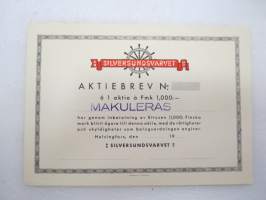 SILVERSUNDSVARVET
AKTIEBREV N:
à 1 aktie à Fmk 1,000:—
MAKULERAS
har genom inbetalning av Ettusen (1,000) Finska
mark blivit ägare till denna aktie, med de rättigheter
och skyldigheter som bolagsordningen angiver.
Helsingfors, den 19
SILVERSUNDSVARVET